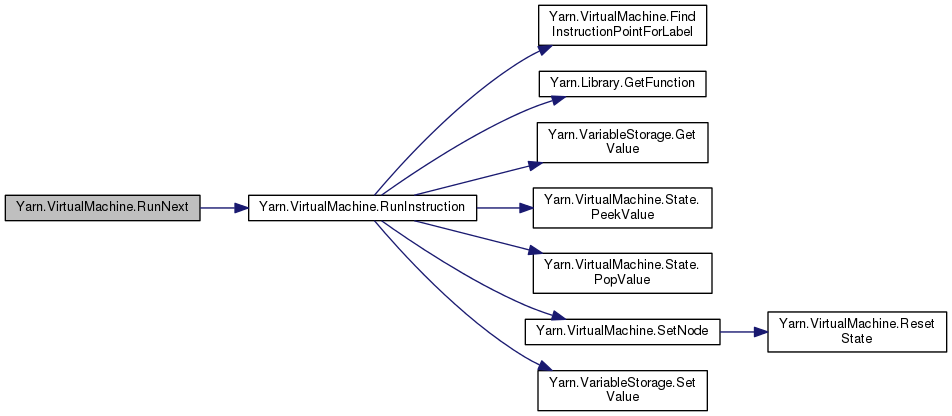 Yarn.VirtualMachine.RunNext
Yarn.VirtualMachine.RunInstruction
Yarn.VirtualMachine.Find
InstructionPointForLabel
Yarn.Library.GetFunction
Yarn.VariableStorage.Get
Value
Yarn.VirtualMachine.State.
PeekValue
Yarn.VirtualMachine.State.
PopValue
Yarn.VirtualMachine.SetNode
Yarn.VirtualMachine.Reset
State
Yarn.VariableStorage.Set
Value